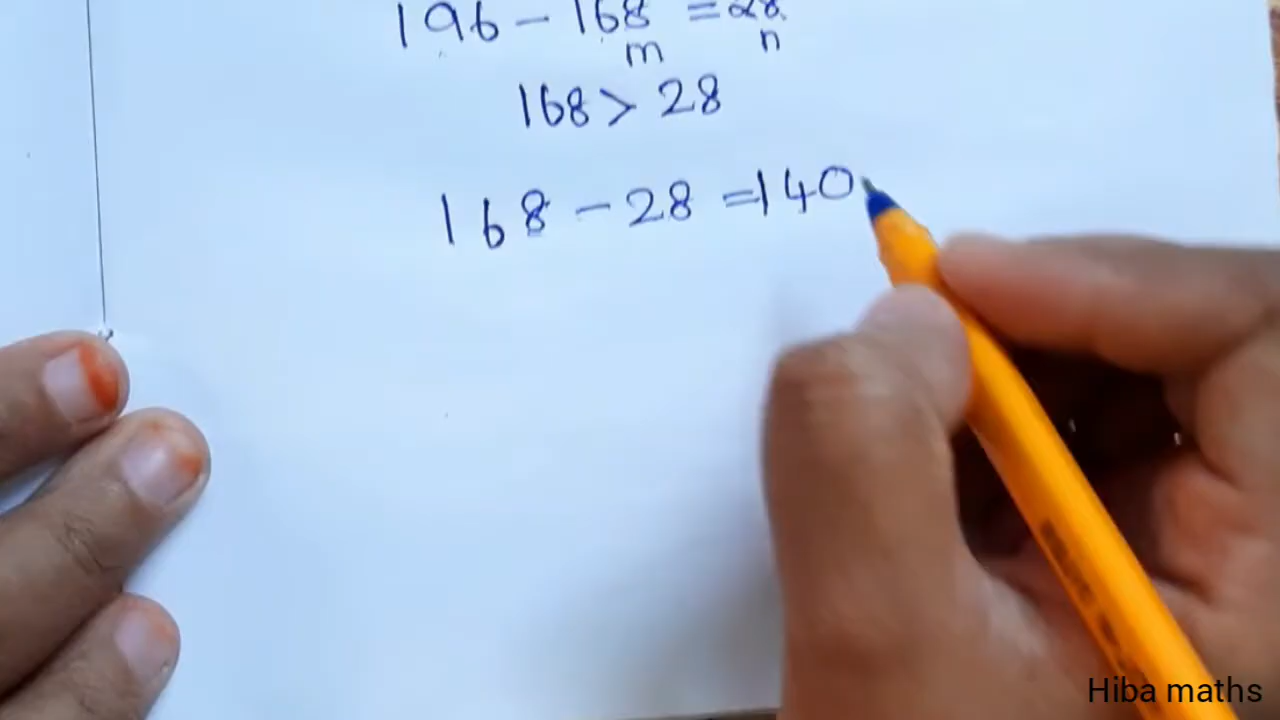 196 - 168 = 28
m n
168 > 28
168 - 28 = 140
Hiba maths